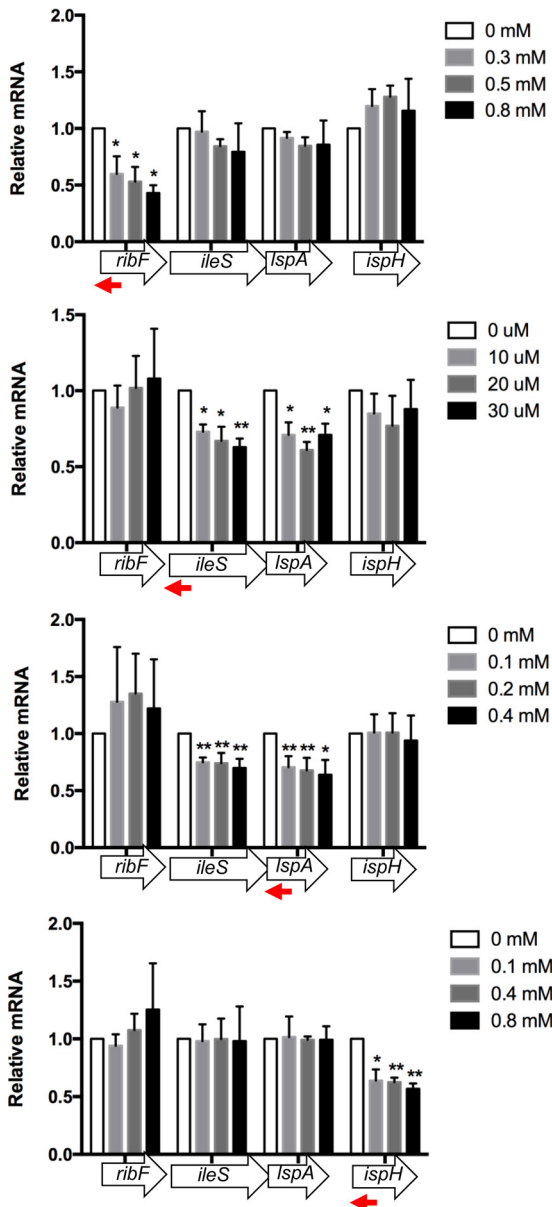 2.0
1.5
1.0
0.5
0.0
Relative mRNA
* * *
ribF ileS lspA ispH
0 mM
0.3 mM
0.5 mM
0.8 mM
1.5
1.0
0.5
0.0
Relative mRNA
* * ** * ** *
ribF ileS lspA ispH
0 uM
10 uM
20 uM
30 uM
2.0
1.5
1.0
0.5
0.0
Relative mRNA
** ** ** ** ** *
ribF ileS lspA ispH
0 mM
0.1 mM
0.2 mM
0.4 mM
2.0
1.5
1.0
0.5
0.0
Relative mRNA
* ** **
ribF ileS lspA ispH
0 mM
0.1 mM
0.4 mM
0.8 mM